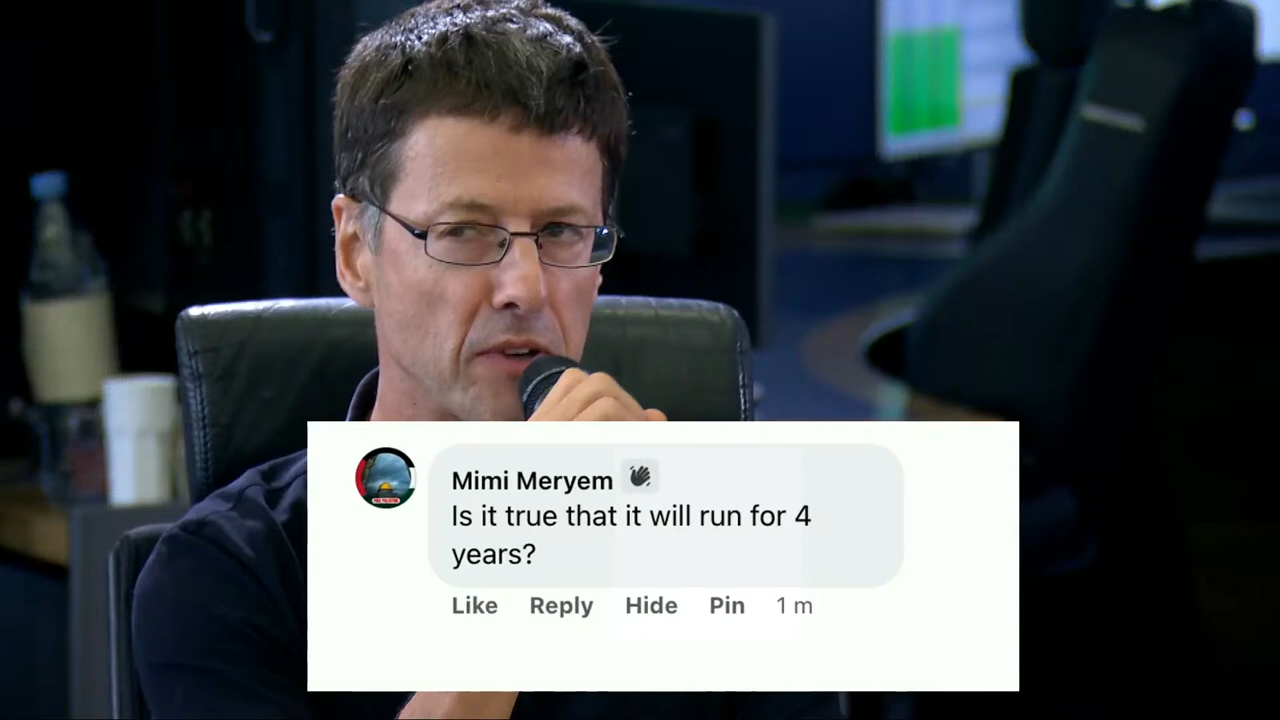 Mimi Meryem
Is it true that it will run for 4
years?
Like Reply Hide Pin 1 m